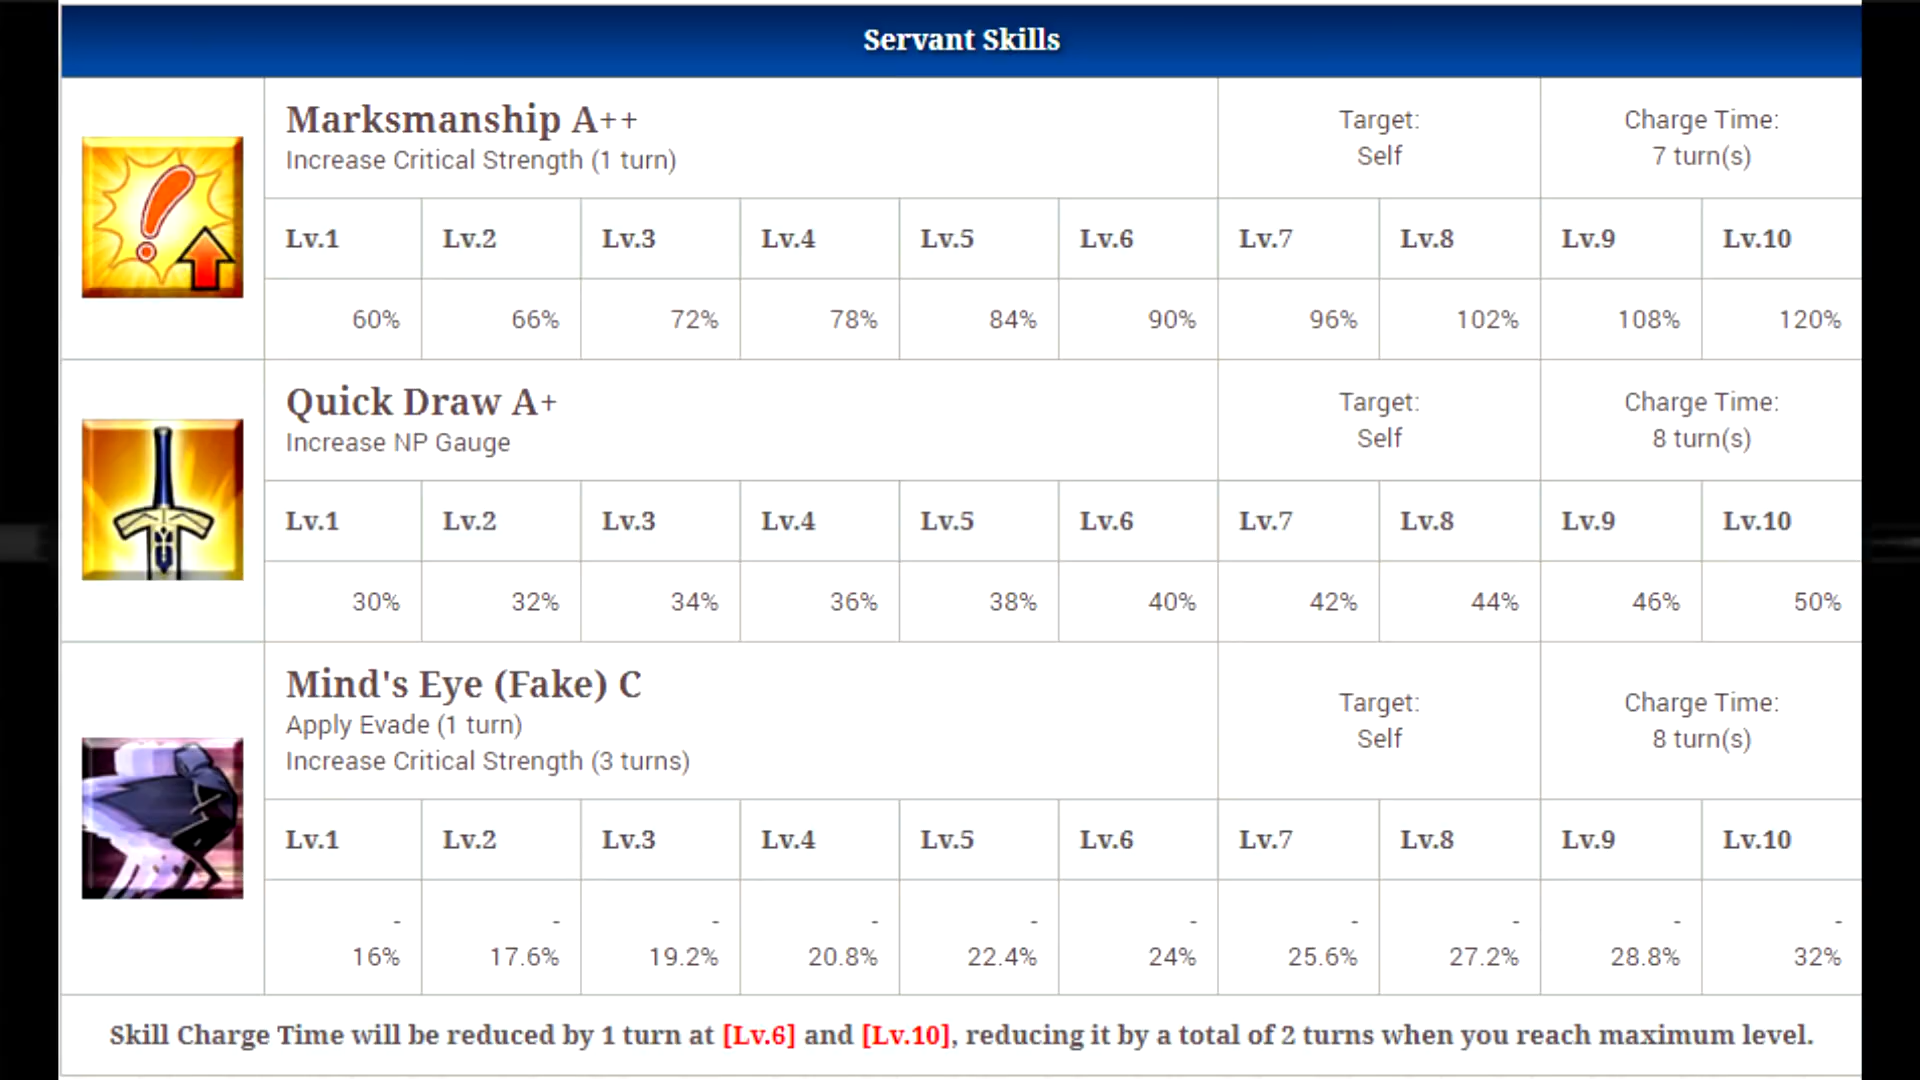 Servant Skills
Marksmanship A++
Increase Critical Strength (1 turn)
Target:
Self
Charge Time:
7 turn(s)
Lv.1 Lv.2 Lv.3 Lv.4 Lv.5 Lv.6 Lv.7 Lv.8 Lv.9 Lv.10
60% 66% 72% 78% 84% 90% 96% 102% 108% 120%
Quick Draw A+
Increase NP Gauge
Target:
Self
Charge Time:
8 turn(s)
Lv.1 Lv.2 Lv.3 Lv.4 Lv.5 Lv.6 Lv.7 Lv.8 Lv.9 Lv.10
30% 32% 34% 36% 38% 40% 42% 44% 46% 50%
Mind's Eye (Fake) C
Apply Evade (1 turn)
Increase Critical Strength (3 turns)
Target:
Self
Charge Time:
8 turn(s)
Lv.1 Lv.2 Lv.3 Lv.4 Lv.5 Lv.6 Lv.7 Lv.8 Lv.9 Lv.10
- - - - - - - - - -
16% 17.6% 19.2% 20.8% 22.4% 24% 25.6% 27.2% 28.8% 32%
Skill Charge Time will be reduced by 1 turn at [Lv.6] and [Lv.10], reducing it by a total of 2 turns when you reach maximum level.